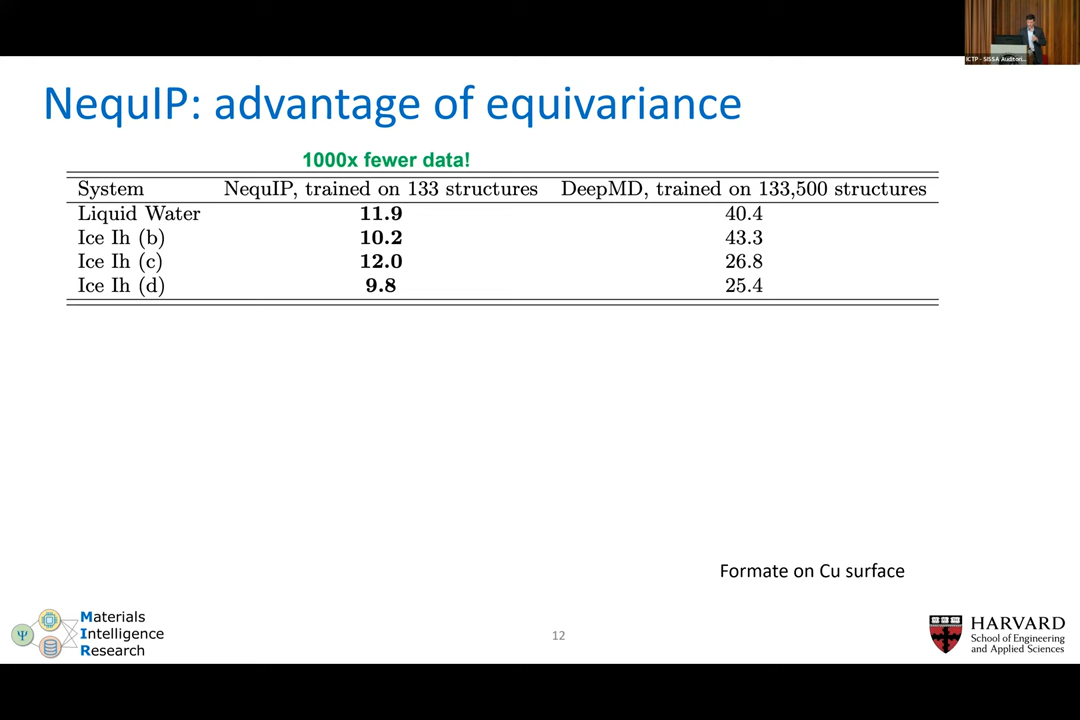 ICTP - SISSA Auditori...
NequIP: advantage of equivariance
1000x fewer data!
System NequIP, trained on 133 structures DeepMD, trained on 133,500 structures
Liquid Water 11.9 40.4
Ice Ih (b) 10.2 43.3
Ice Ih (c) 12.0 26.8
Ice Ih (d) 9.8 25.4
Formate on Cu surface
Ψ
Materials
Intelligence
Research
12
HARVARD
School of Engineering
and Applied Sciences